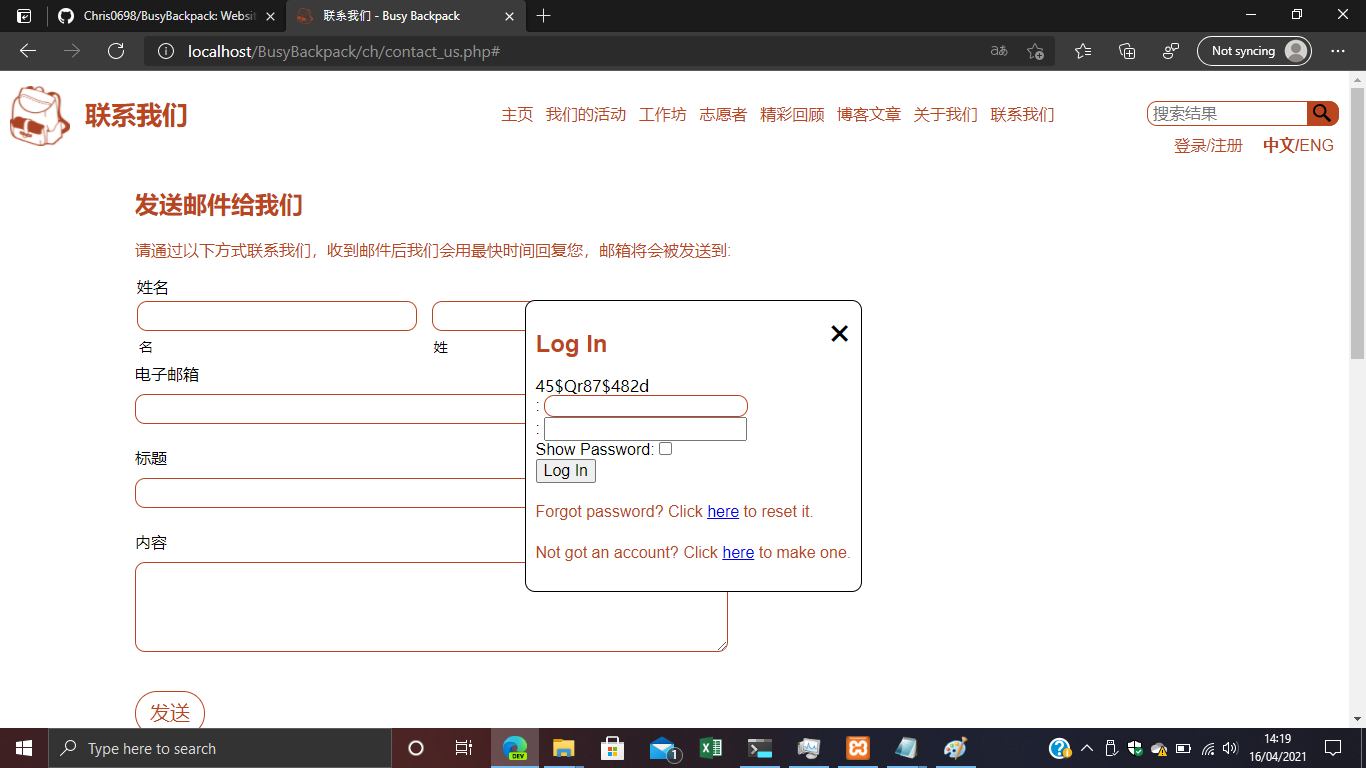 Chris0698/BusyBackpack: Websit
联系我们 - Busy Backpack
localhost/BusyBackpack/ch/contact_us.php#
Not syncing
联系我们
主页 我们的活动 工作坊 志愿者 精彩回顾 博客文章 关于我们 联系我们
搜索结果
登录/注册 中文/ENG
发送邮件给我们
请通过以下方式联系我们，收到邮件后我们会用最快时间回复您，邮箱将会被发送到:
姓名
名 姓
电子邮箱
标题
内容
发送
Log In
45$Qr87$482d
:
:
Show Password:
Log In
Forgot password? Click here to reset it.
Not got an account? Click here to make one.
Type here to search
DEV
1
14:19
16/04/2021